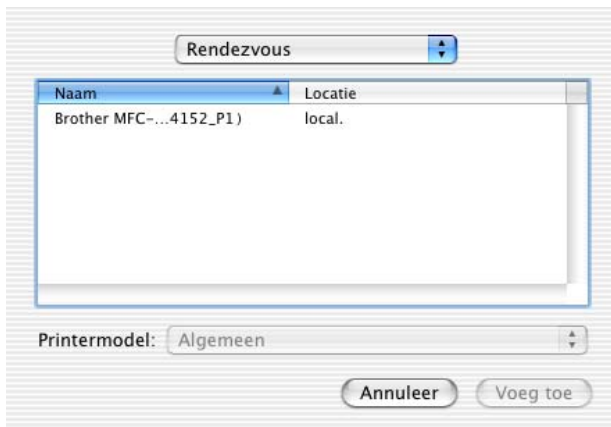 Rendezvous
Naam Locatie
Brother MFC-...4152_P1) local.
Printermodel: Algemeen
Annuleer Voeg toe